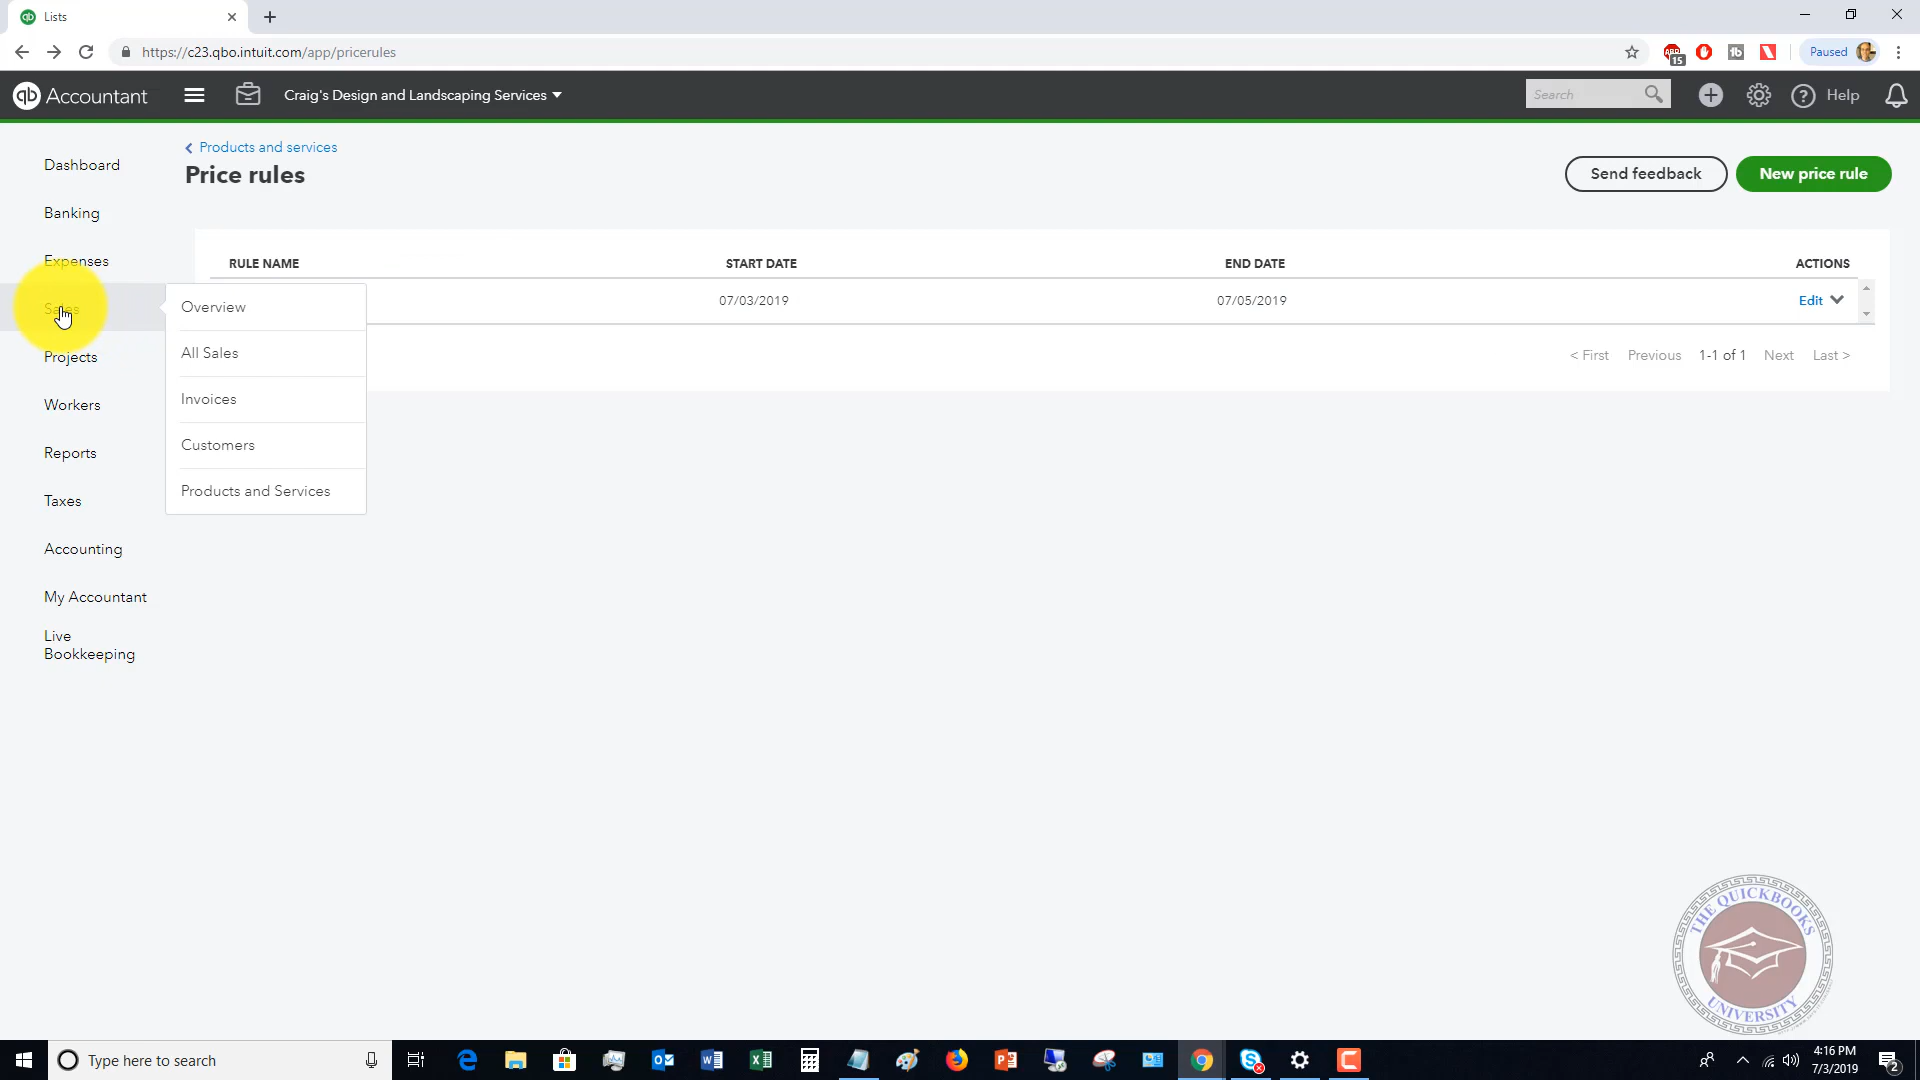 Lists
https://c23.qbo.intuit.com/app/pricerules
15
Paused
qb Accountant
Craig's Design and Landscaping Services
Search
Help
Dashboard
Banking
Expenses
Sales
Projects
Workers
Reports
Taxes
Accounting
My Accountant
Live
Bookkeeping
Products and services
Price rules
Send feedback
New price rule
RULE NAME START DATE END DATE ACTIONS
07/03/2019 07/05/2019 Edit
< First Previous 1-1 of 1 Next Last >
Overview
All Sales
Invoices
Customers
Products and Services
THE QUICKBOOKS
UNIVERSITY
Type here to search
4:16 PM
7/3/2019
2